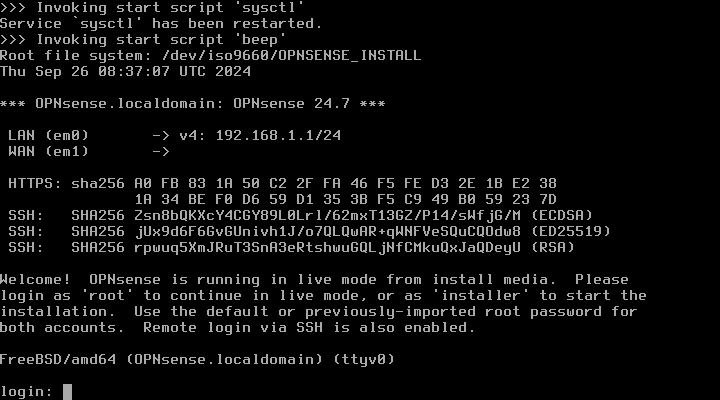 >>> Invoking start script 'sysctl'
Service `sysctl' has been restarted.
>>> Invoking start script 'beep'
Root file system: /dev/iso9660/OPNSENSE_INSTALL
Thu Sep 26 08:37:07 UTC 2024
*** OPNsense.localdomain: OPNsense 24.7 ***
LAN (em0)       -> v4: 192.168.1.1/24
WAN (em1)       ->
HTTPS: sha256 A0 FB 83 1A 50 C2 2F FA 46 F5 FE D3 2E 1B E2 38
1A 34 BE F0 D6 59 D1 35 3B F5 C9 49 B0 59 23 7D
SSH:   SHA256 Zsn8bQKXcY4CGY89L0Lrl/62mxT13GZ/P14/sWfjG/M (ECDSA)
SSH:   SHA256 jUx9d6F6GvGUnivh1J/o7QLQwAR+qWNFVeSQuCQOdw8 (ED25519)
SSH:   SHA256 rpwuq5XmJRuT3SnA3eRtshwuGQLjNfCMkuQxJaQDeyU (RSA)
Welcome!  OPNsense is running in live mode from install media.  Please
login as 'root' to continue in live mode, or as 'installer' to start the
installation.  Use the default or previously-imported root password for
both accounts.  Remote login via SSH is also enabled.
FreeBSD/amd64 (OPNsense.localdomain) (ttyv0)
login: